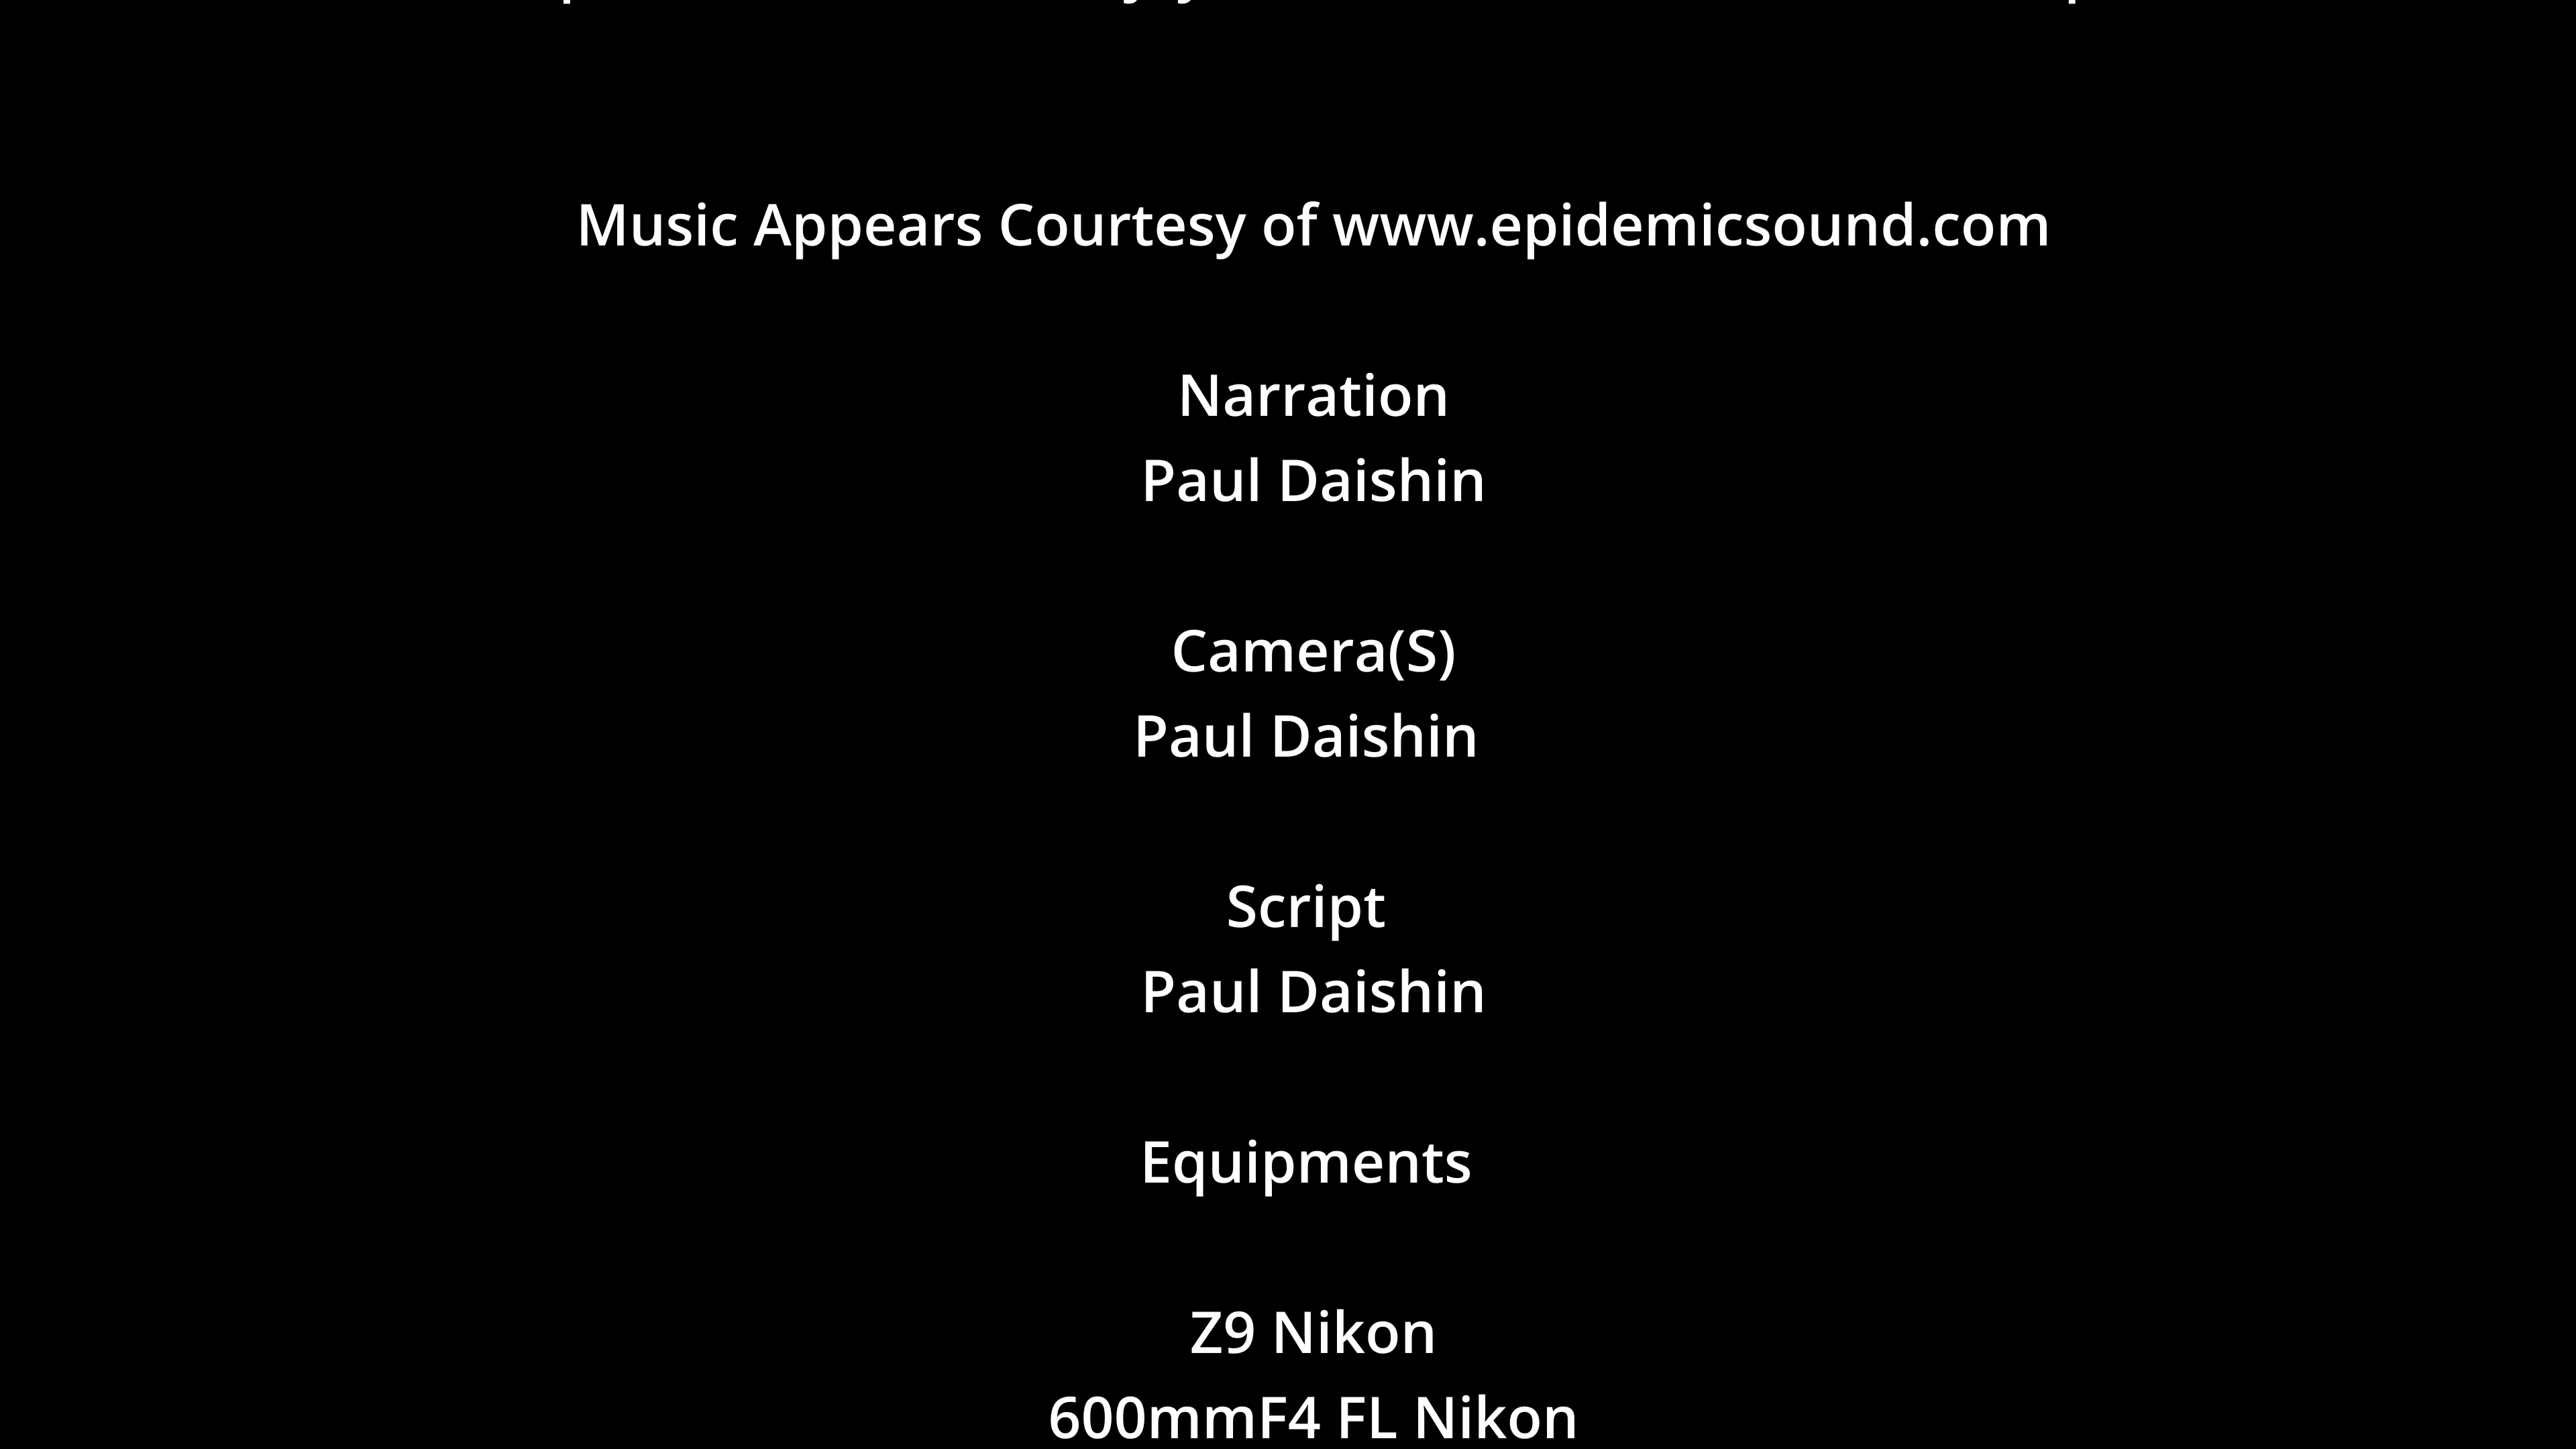 Music Appears Courtesy of www.epidemicsound.com
Narration
Paul Daishin
Camera(S)
Paul Daishin
Script
Paul Daishin
Equipments
Z9 Nikon
600mmF4 FL Nikon